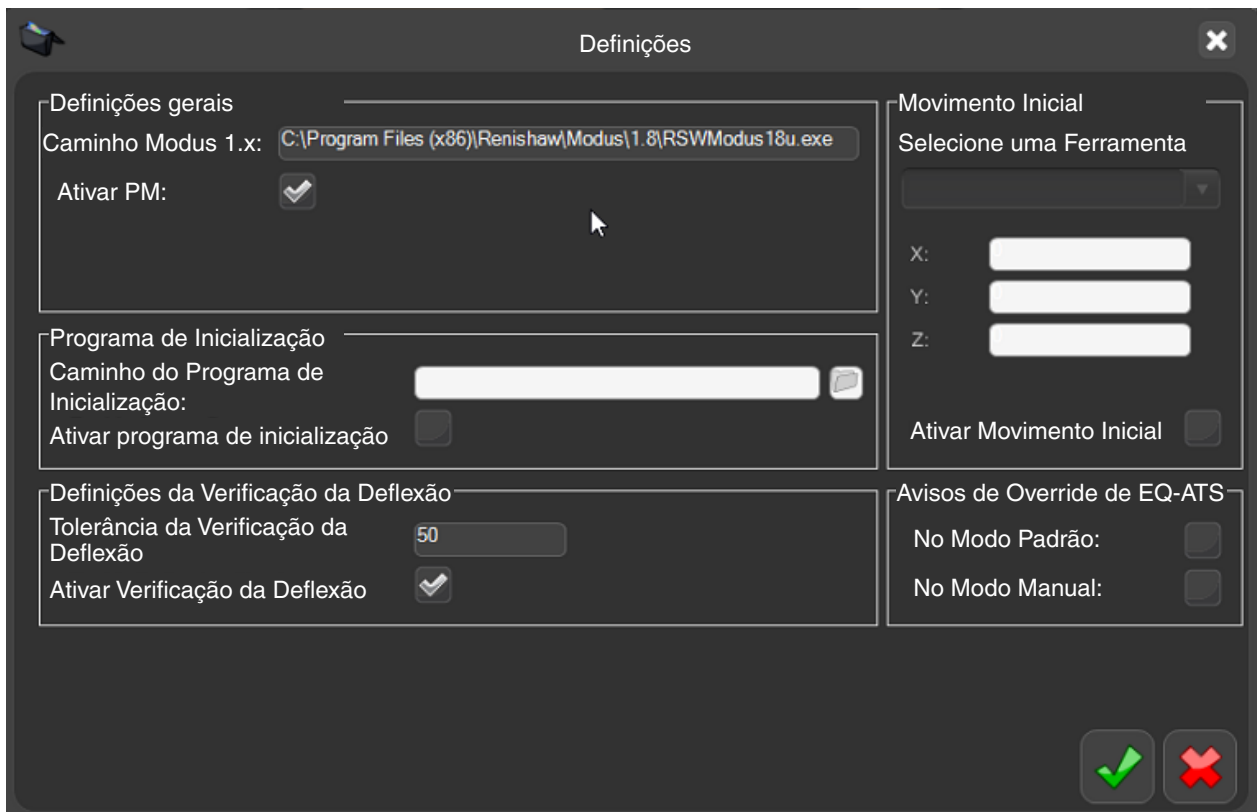 Definições
Definições gerais
Caminho Modus 1.x:
C:\Program Files (x86)\Renishaw\Modus\1.8\RSWModus18u.exe
Ativar PM:
Programa de Inicialização
Caminho do Programa de
Inicialização:
Ativar programa de inicialização
Definições da Verificação da Deflexão
Tolerância da Verificação da
Deflexão
50
Ativar Verificação da Deflexão
Movimento Inicial
Selecione uma Ferramenta
X:
Y:
Z:
Ativar Movimento Inicial
Avisos de Override de EQ-ATS
No Modo Padrão:
No Modo Manual: